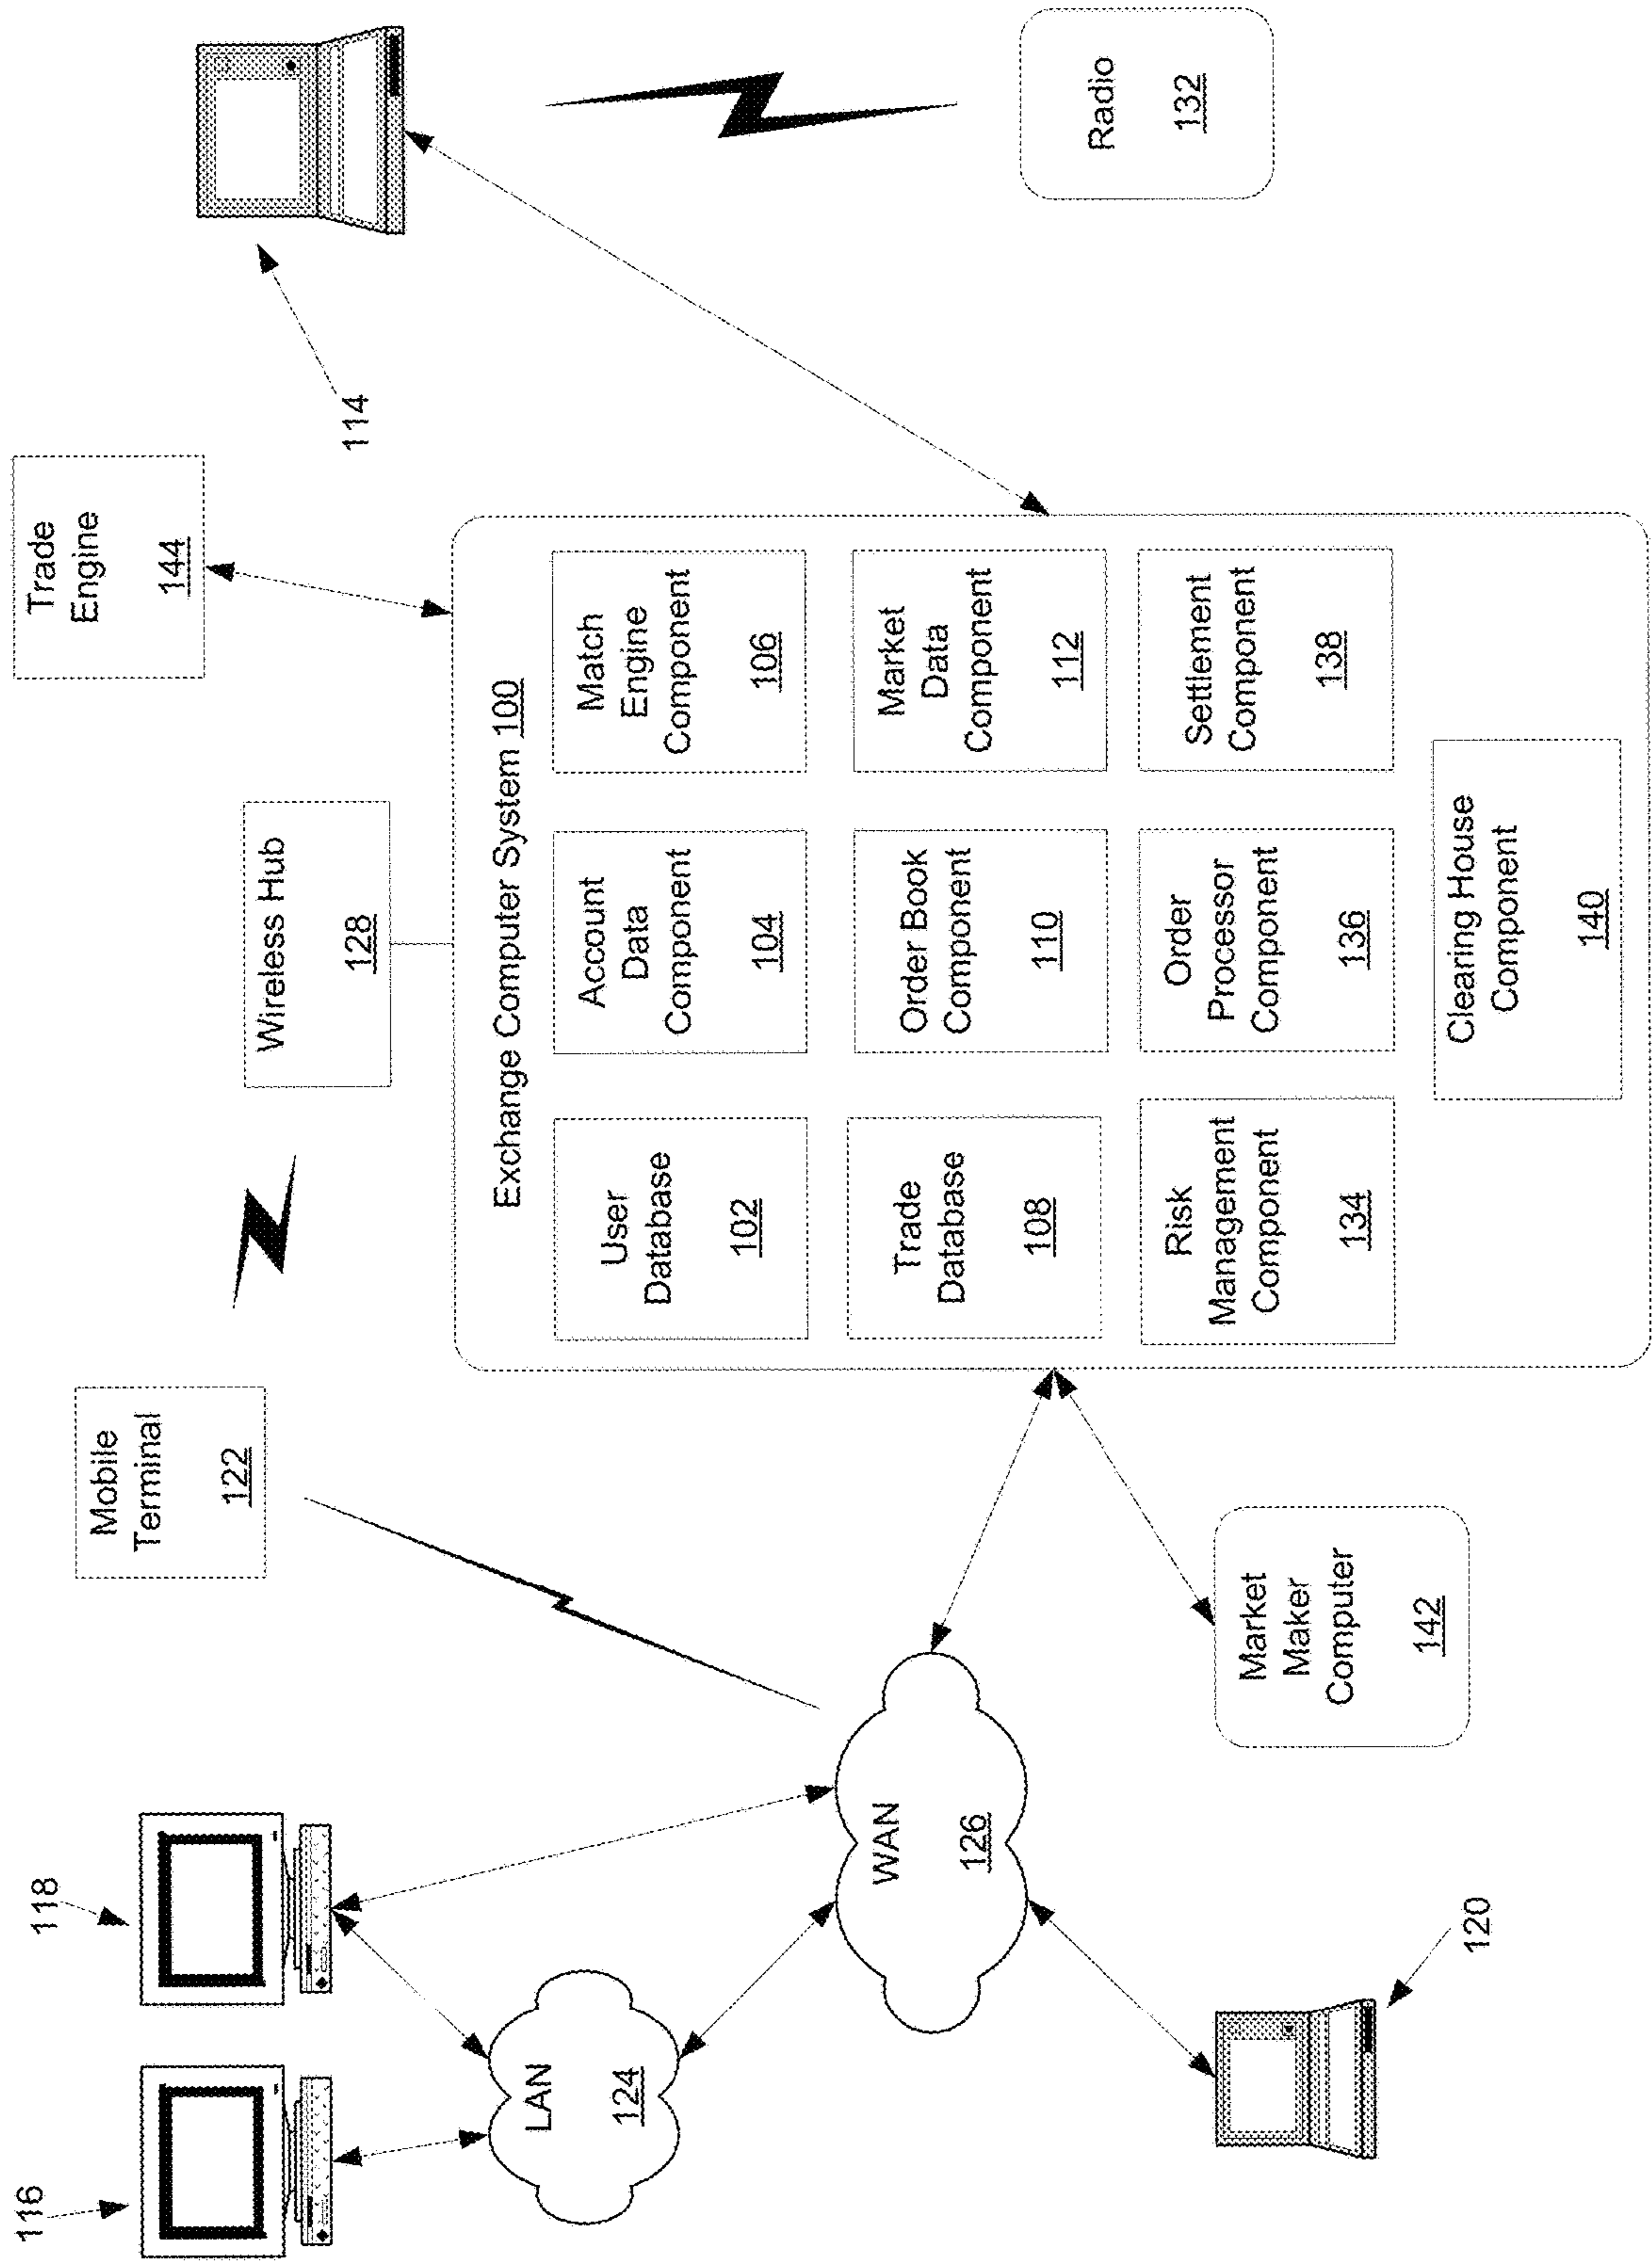 116
118
Mobile
Terminal
122
Wireless Hub
128
Trade
Engine
144
114
LAN
124
WAN
126
120
Market
Maker
Computer
142
Exchange Computer System 100
User
Database
102
Account
Data
Component
104
Match
Engine
Component
106
Trade
Database
108
Order Book
Component
110
Market
Data
Component
112
Risk
Management
Component
134
Order
Processor
Component
136
Settlement
Component
138
Clearing House
Component
140
Radio
132